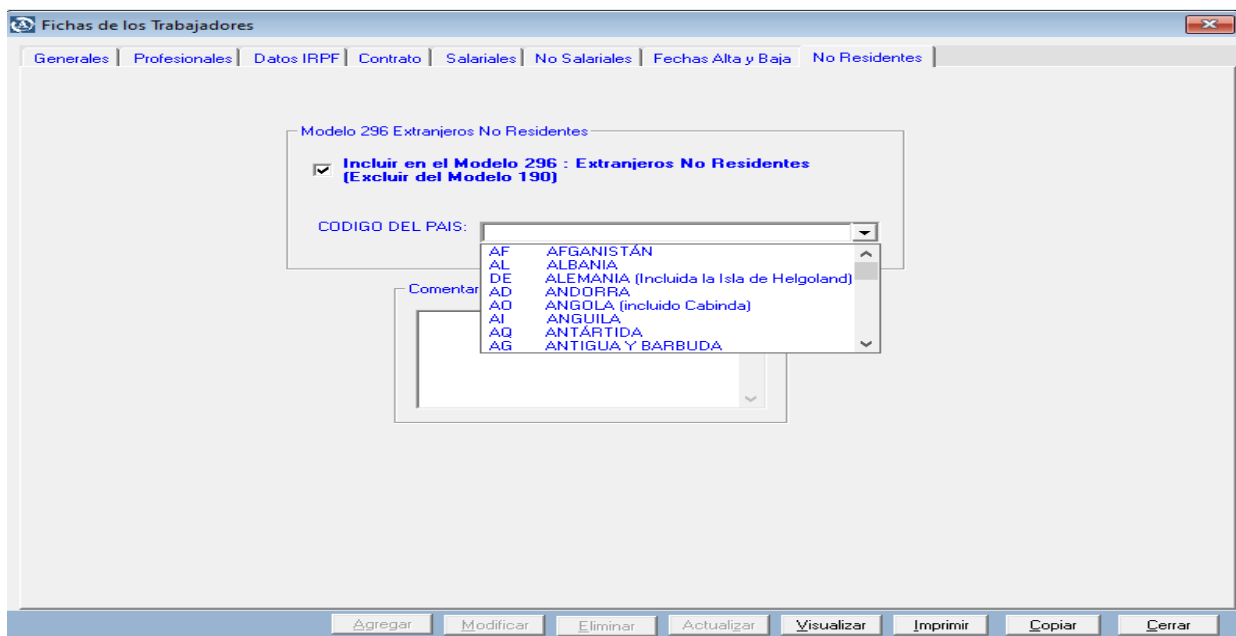 Fichas de los Trabajadores
Generales Profesionales Datos IRPF Contrato Salariales No Salariales Fechas Alta y Baja No Residentes
Modelo 296 Extranjeros No Residentes
Incluir en el Modelo 296 : Extranjeros No Residentes
(Excluir del Modelo 190)
CODIGO DEL PAIS:
AF AFGANISTÁN
AL ALBANIA
DE ALEMANIA (Incluida la Isla de Helgoland)
AD ANDORRA
AO ANGOLA (incluido Cabinda)
AI ANGUILA
AQ ANTÁRTIDA
AG ANTIGUA Y BARBUDA
Comentar
Agregar Modificar Eliminar Actualizar Visualizar Imprimir Copiar Cerrar